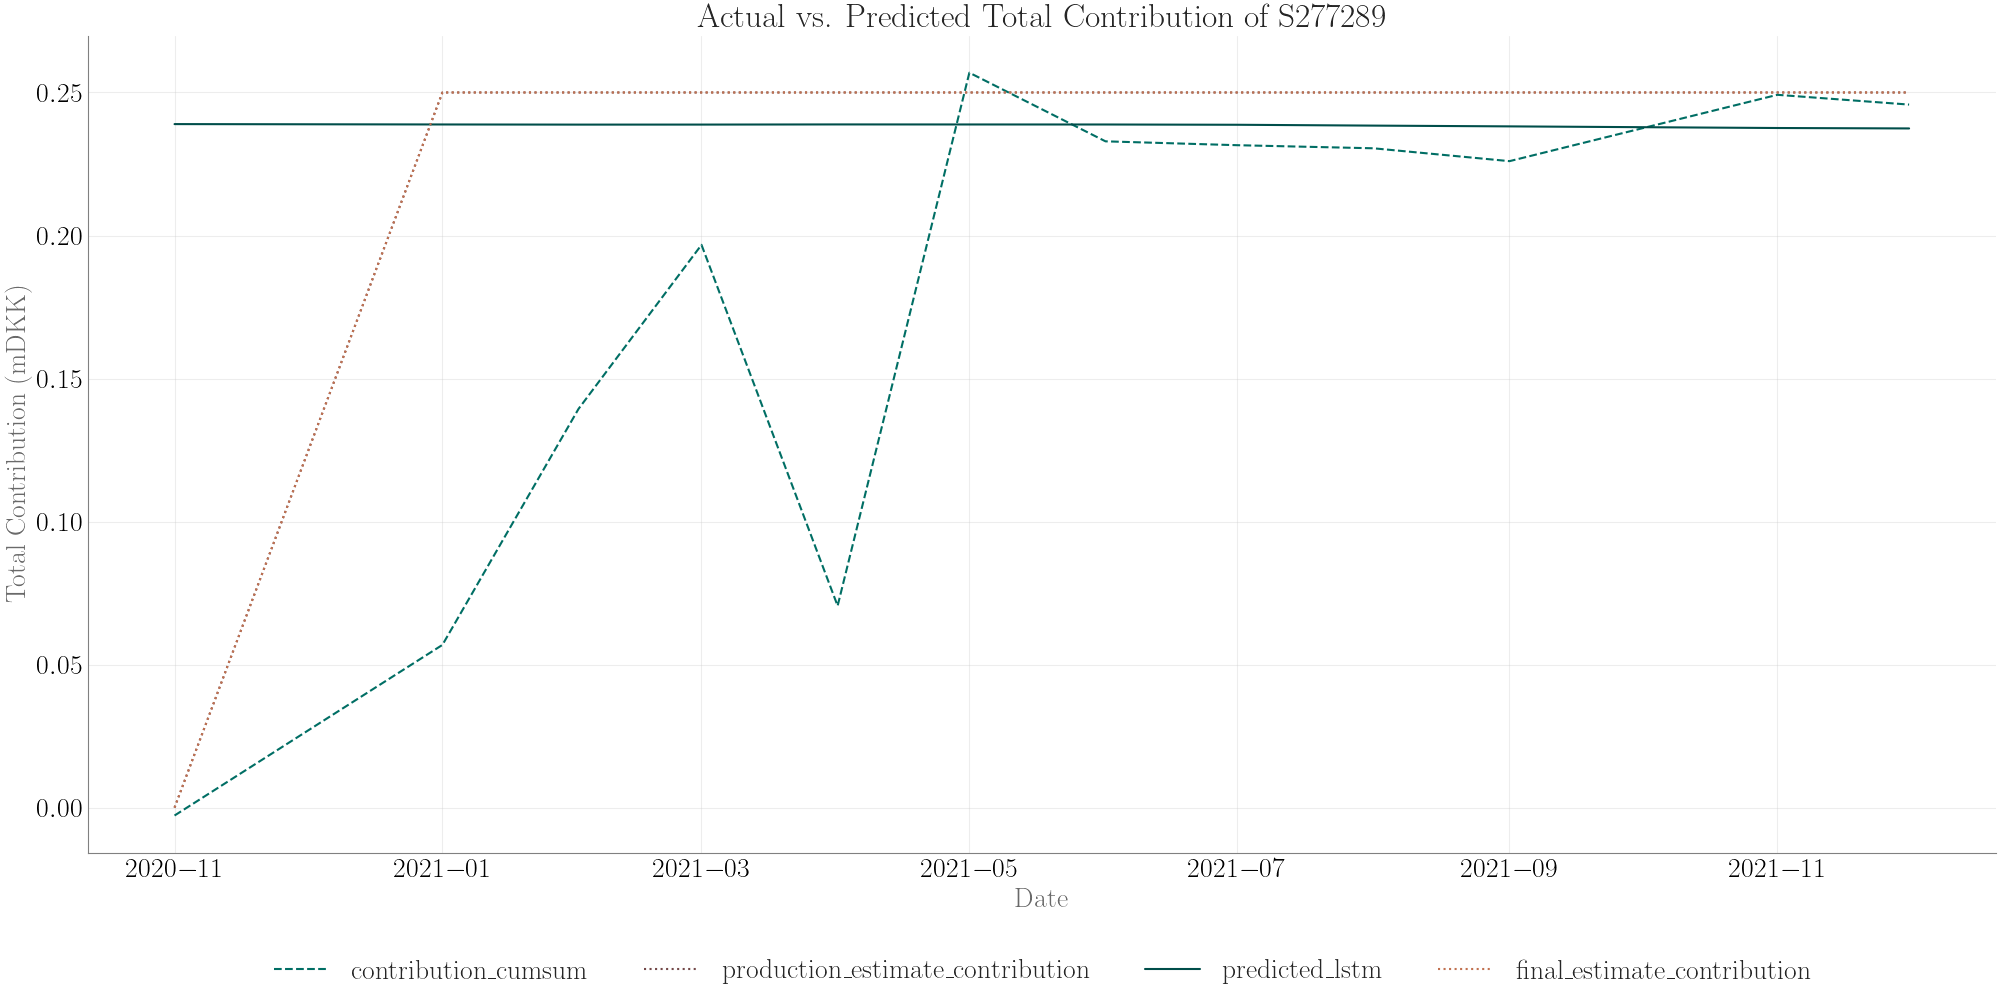 Actual vs. Predicted Total Contribution of S277289
Total Contribution (mDKK)
0.25
0.20
0.15
0.10
0.05
0.00
2020−11 2021−01 2021−03 2021−05 2021−07 2021−09 2021−11
Date
contribution_cumsum production_estimate_contribution predicted_lstm final_estimate_contribution